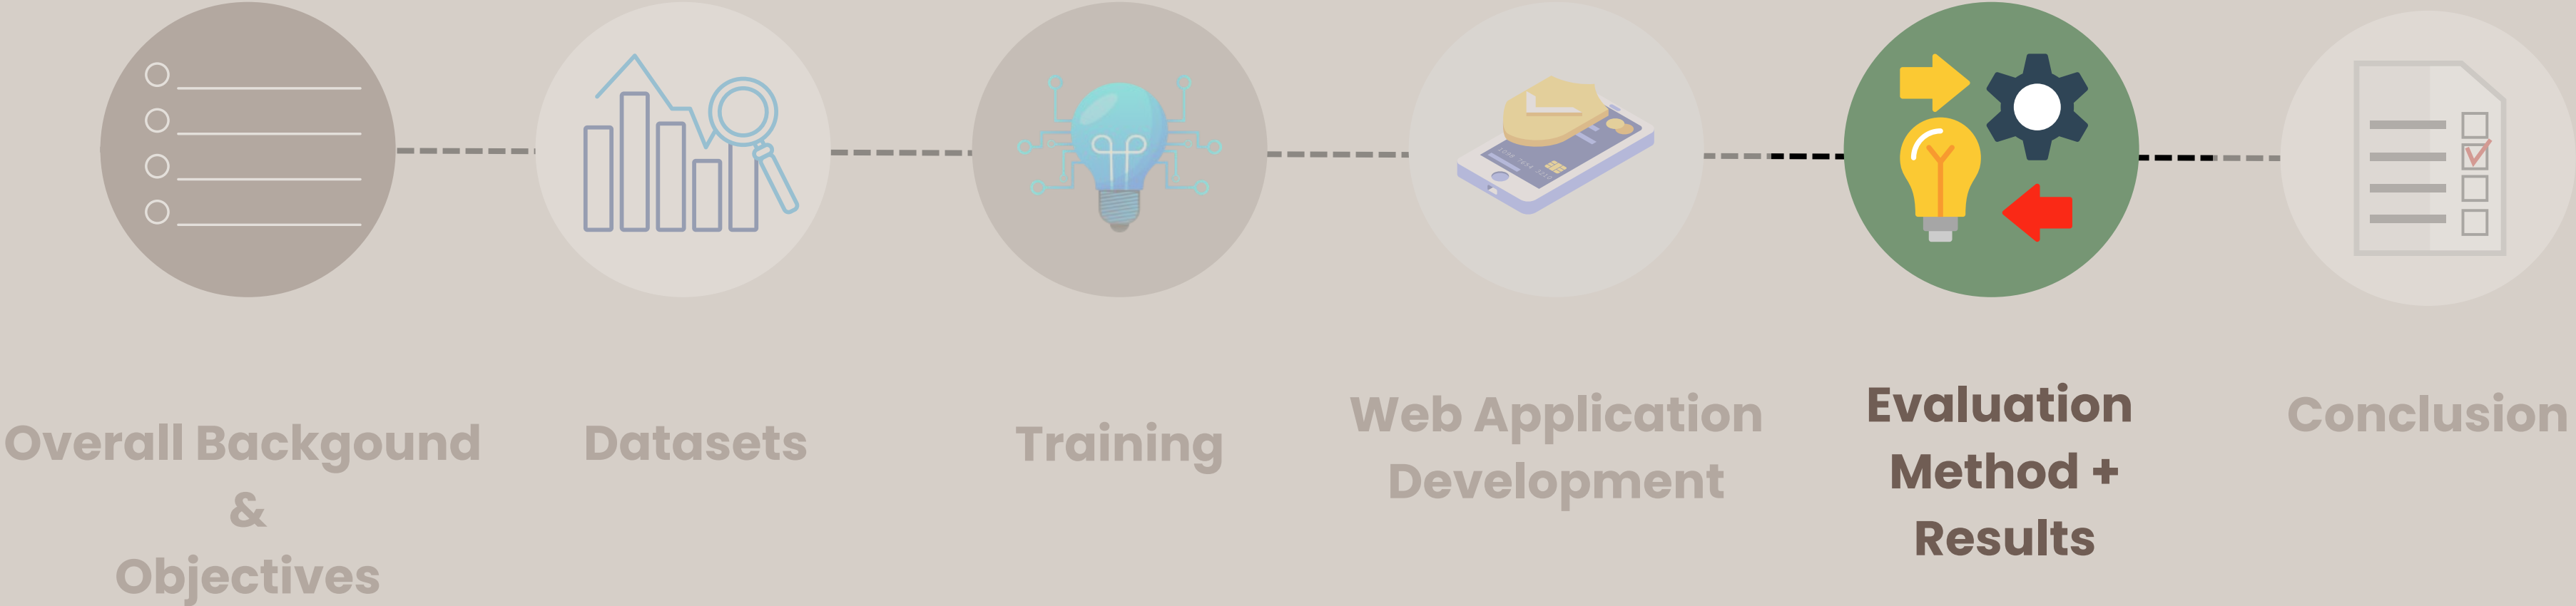 Overall Backgound
&
Objectives
Datasets
Training
Web Application
Development
Evaluation
Method +
Results
Conclusion